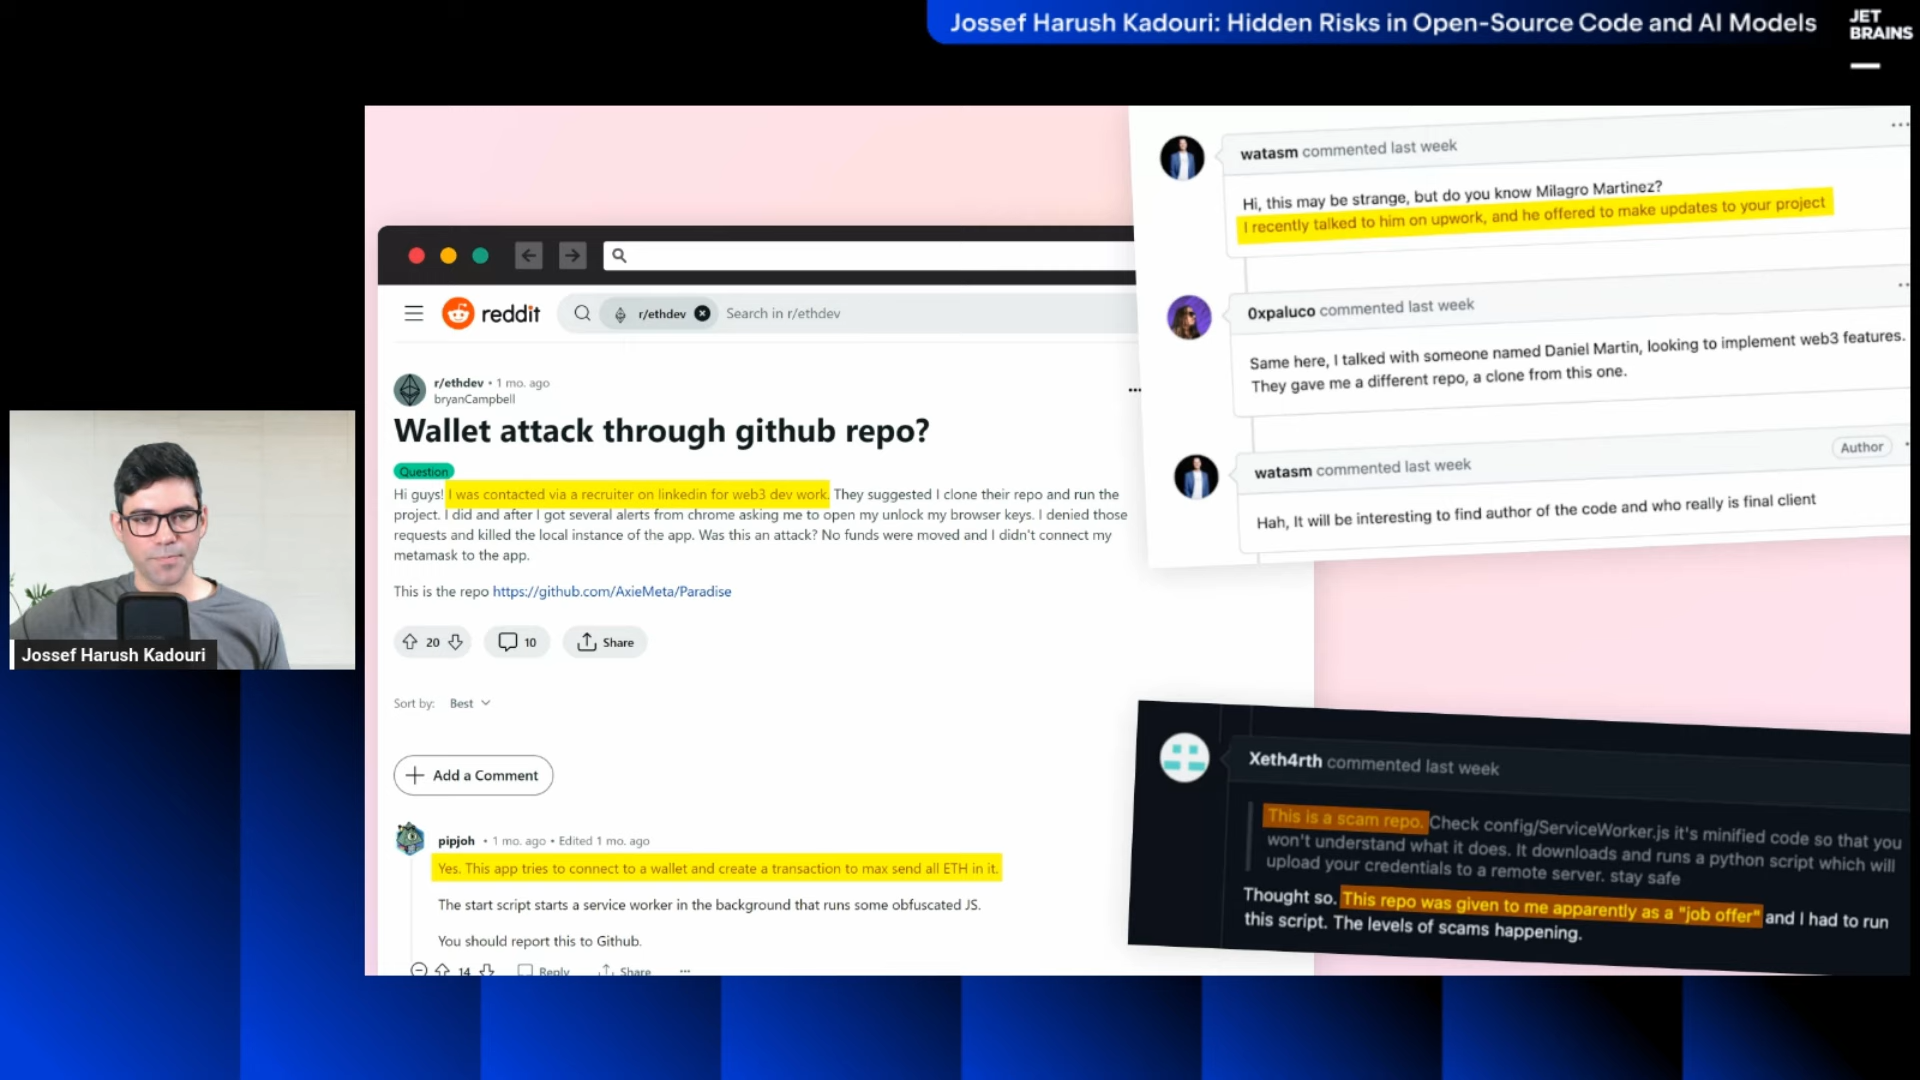 Jossef Harush Kadouri: Hidden Risks in Open-Source Code and AI Models
JET
BRAINS
Jossef Harush Kadouri
reddit
r/ethdev
Search in r/ethdev
r/ethdev • 1 mo. ago
bryanCampbell
Wallet attack through github repo?
Question
Hi guys! I was contacted via a recruiter on linkedin for web3 dev work. They suggested I clone their repo and run the
project. I did and after I got several alerts from chrome asking me to open my unlock my browser keys. I denied those
requests and killed the local instance of the app. Was this an attack? No funds were moved and I didn't connect my
metamask to the app.
This is the repo https://github.com/AxieMeta/Paradise
20
10
Share
Sort by: Best
Add a Comment
pipjoh • 1 mo. ago • Edited 1 mo. ago
Yes. This app tries to connect to a wallet and create a transaction to max send all ETH in it.
The start script starts a service worker in the background that runs some obfuscated JS.
You should report this to Github.
14 Reply Share
watasm commented last week
Hi, this may be strange, but do you know Milagro Martinez?
I recently talked to him on upwork, and he offered to make updates to your project
0xpaluco commented last week
Same here, I talked with someone named Daniel Martin, looking to implement web3 features.
They gave me a different repo, a clone from this one.
watasm commented last week
Author
Hah, It will be interesting to find author of the code and who really is final client
Xeth4rth commented last week
This is a scam repo. Check config/ServiceWorker.js it's minified code so that you
won't understand what it does. It downloads and runs a python script which will
upload your credentials to a remote server. stay safe
Thought so. This repo was given to me apparently as a "job offer" and I had to run
this script. The levels of scams happening.